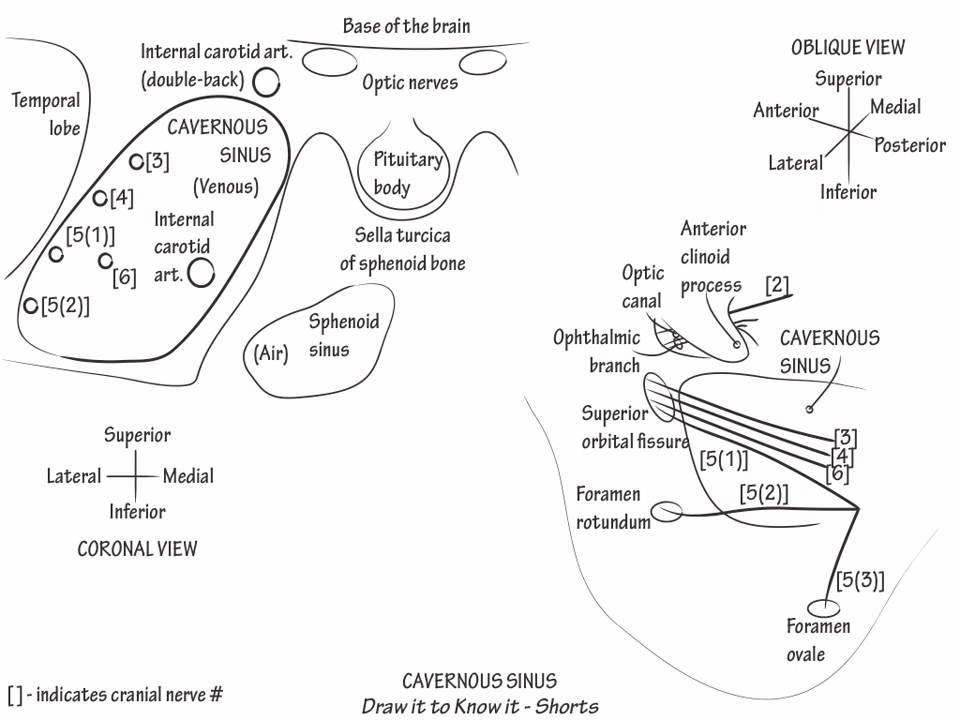 Base of the brain
Internal carotid art.
(double-back)
Optic nerves
Temporal
lobe
CAVERNOUS
SINUS
(Venous)
[3]
[4]
[5(1)]
[6]
[5(2)]
Internal
carotid
art.
Pituitary
body
Sella turcica
of sphenoid bone
Sphenoid
sinus
(Air)
Superior
Lateral
Medial
Inferior
CORONAL VIEW
OBLIQUE VIEW
Superior
Anterior
Medial
Posterior
Lateral
Inferior
Anterior
clinoid
process
Optic
canal
[2]
Ophthalmic
branch
CAVERNOUS
SINUS
Superior
orbital fissure
[3]
[4]
[6]
[5(1)]
[5(2)]
Foramen
rotundum
[5(3)]
Foramen
ovale
[ ] - indicates cranial nerve #
CAVERNOUS SINUS
Draw it to Know it - Shorts